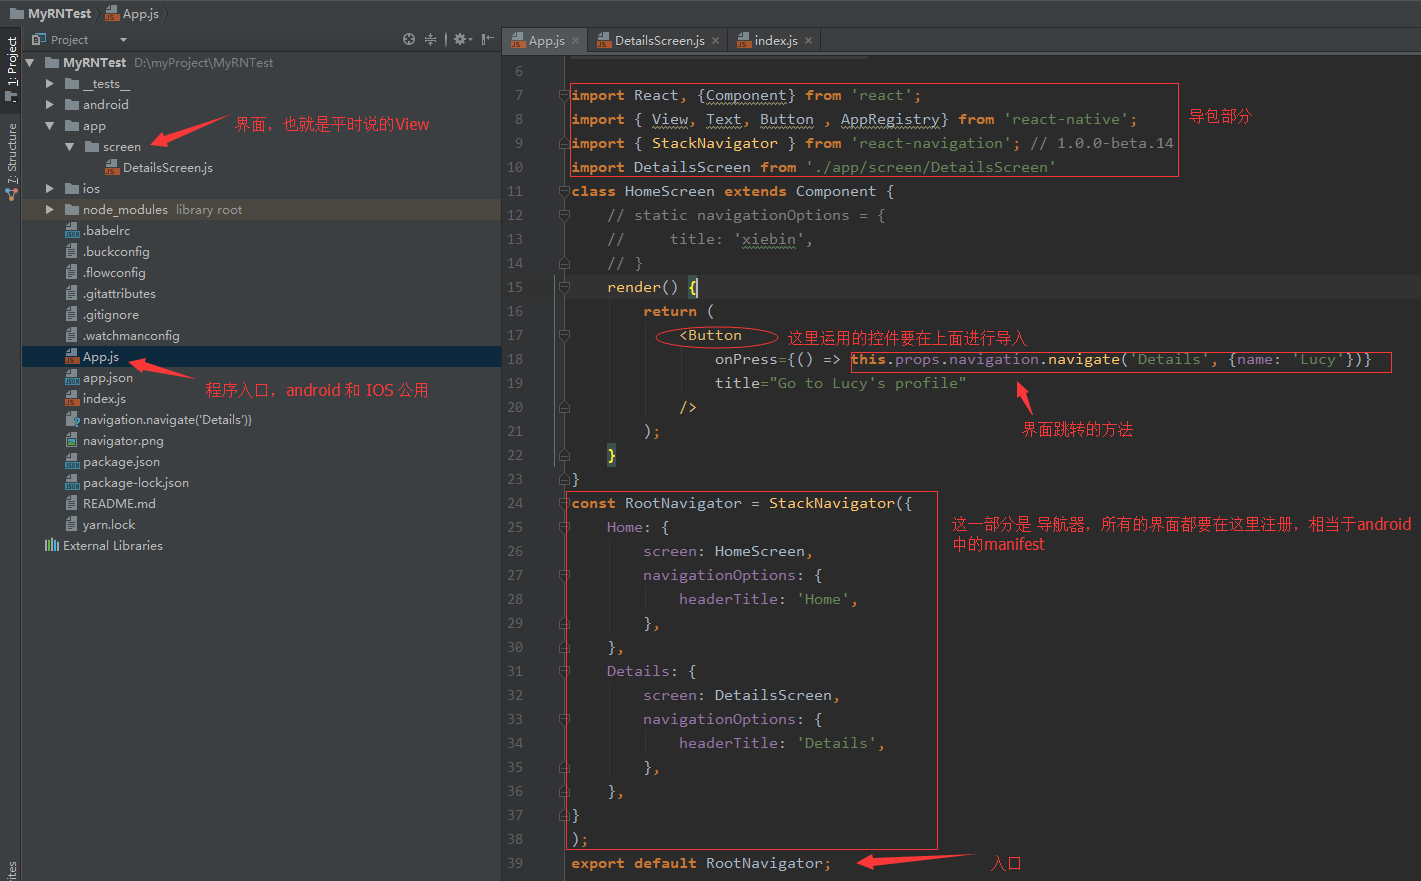 MyRNTest App.js
Project
App.js DetailsScreen.js index.js
1: Project
7: Structure
MyRNTest D:\myProject\MyRNTest
__tests__
android
app
screen
DetailsScreen.js
ios
node_modules library root
.babelrc
.buckconfig
.flowconfig
.gitattributes
.gitignore
.watchmanconfig
App.js
app.json
index.js
navigation.navigate('Details')}
navigator.png
package.json
package-lock.json
README.md
yarn.lock
External Libraries
界面，也就是平时说的View
程序入口，android 和 IOS 公用
6
7 import React, {Component} from 'react';
8 import { View, Text, Button , AppRegistry} from 'react-native';
9 import { StackNavigator } from 'react-navigation'; // 1.0.0-beta.14
10 import DetailsScreen from './app/screen/DetailsScreen'
导包部分
11 class HomeScreen extends Component {
12 // static navigationOptions = {
13 // title: 'xiebin',
14 // }
15 render() {
16 return (
17 <Button 这里运用的控件要在上面进行导入
18 onPress={() => this.props.navigation.navigate('Details', {name: 'Lucy'})}
19 title="Go to Lucy's profile"
20 />
界面跳转的方法
21 );
22 }
23 }
24 const RootNavigator = StackNavigator({
25 Home: {
26 screen: HomeScreen,
27 navigationOptions: {
28 headerTitle: 'Home',
29 },
30 },
31 Details: {
32 screen: DetailsScreen,
33 navigationOptions: {
34 headerTitle: 'Details',
35 },
36 },
37 }
38 );
39 export default RootNavigator; 入口
这一部分是 导航器，所有的界面都要在这里注册，相当于android
中的manifest